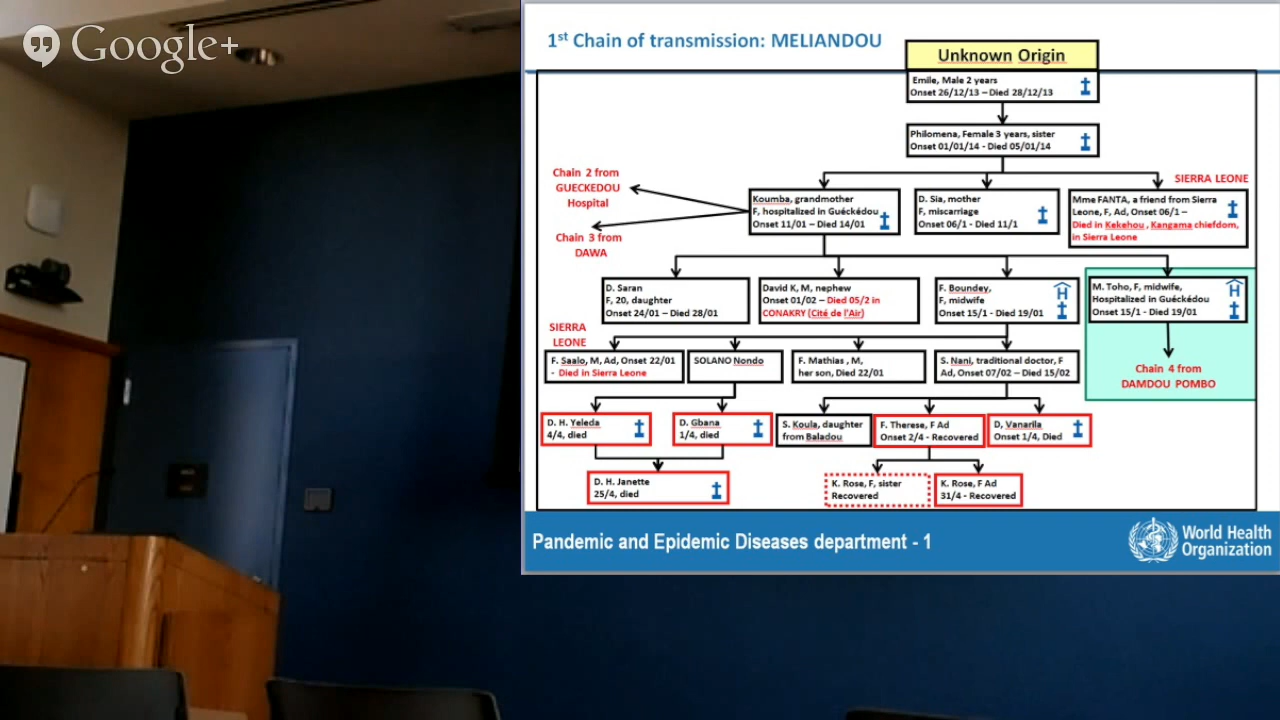 Google+
1st Chain of transmission: MELIANDOU
Unknown Origin
Emile, Male 2 years
Onset 26/12/13 – Died 28/12/13
Philomena, Female 3 years, sister
Onset 01/01/14 - Died 05/01/14
Chain 2 from
GUECKEDOU
Hospital
Chain 3 from
DAWA
Koumba, grandmother
F, hospitalized in Guéckédou
Onset 11/01 – Died 14/01
D. Sia, mother
F, miscarriage
Onset 06/1 - Died 11/1
SIERRA LEONE
Mme FANTA, a friend from Sierra
Leone, F, Ad, Onset 06/1 –
Died in Kekehou , Kangama chiefdom,
in Sierra Leone
D. Saran
F, 20, daughter
Onset 24/01 – Died 28/01
David K, M, nephew
Onset 01/02 – Died 05/2 in
CONAKRY (Cité de l'Air)
F. Boundey,
F, midwife
Onset 15/1 - Died 19/01
H
M. Toho, F, midwife,
Hospitalized in Guéckédou
Onset 15/1 - Died 19/01
H
SIERRA
LEONE
F. Saalo, M, Ad, Onset 22/01
- Died in Sierra Leone
SOLANO Nondo
F. Mathias , M,
her son, Died 22/01
S. Nani, traditional doctor, F
Ad, Onset 07/02 – Died 15/02
Chain 4 from
DAMDOU POMBO
D. H. Yeleda
4/4, died
D. Gbana
1/4, died
S. Koula, daughter
from Baladou
F. Therese, F Ad
Onset 2/4 - Recovered
D, Vanarila
Onset 1/4, Died
D. H. Janette
25/4, died
K. Rose, F, sister
Recovered
K. Rose, F Ad
31/4 - Recovered
Pandemic and Epidemic Diseases department - 1
World Health
Organization